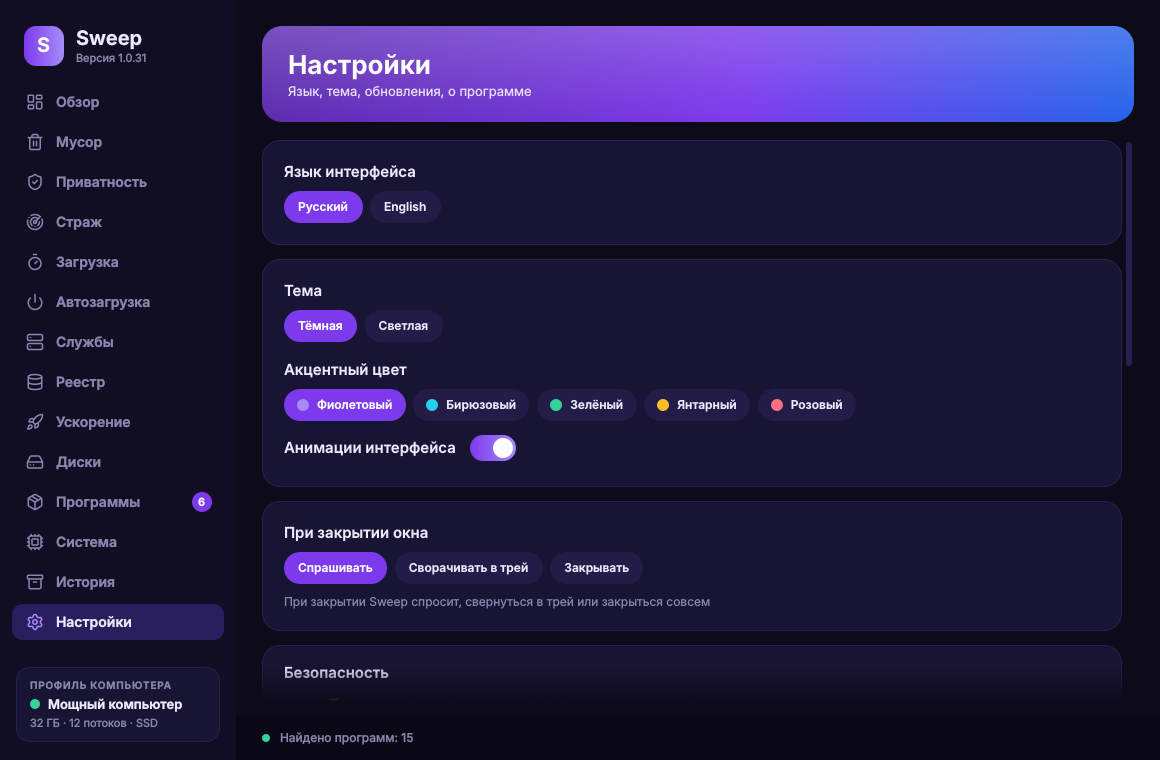 S
Sweep
Версия 1.0.31
Обзор
Мусор
Приватность
Страж
Загрузка
Автозагрузка
Службы
Реестр
Ускорение
Диски
Программы 6
Система
История
Настройки
ПРОФИЛЬ КОМПЬЮТЕРА
Мощный компьютер
32 ГБ · 12 потоков · SSD
Настройки
Язык, тема, обновления, о программе
Язык интерфейса
Русский English
Тема
Тёмная Светлая
Акцентный цвет
Фиолетовый Бирюзовый Зелёный Янтарный Розовый
Анимации интерфейса
При закрытии окна
Спрашивать Сворачивать в трей Закрывать
При закрытии Sweep спросит, свернуться в трей или закрыться совсем
Безопасность
Найдено программ: 15